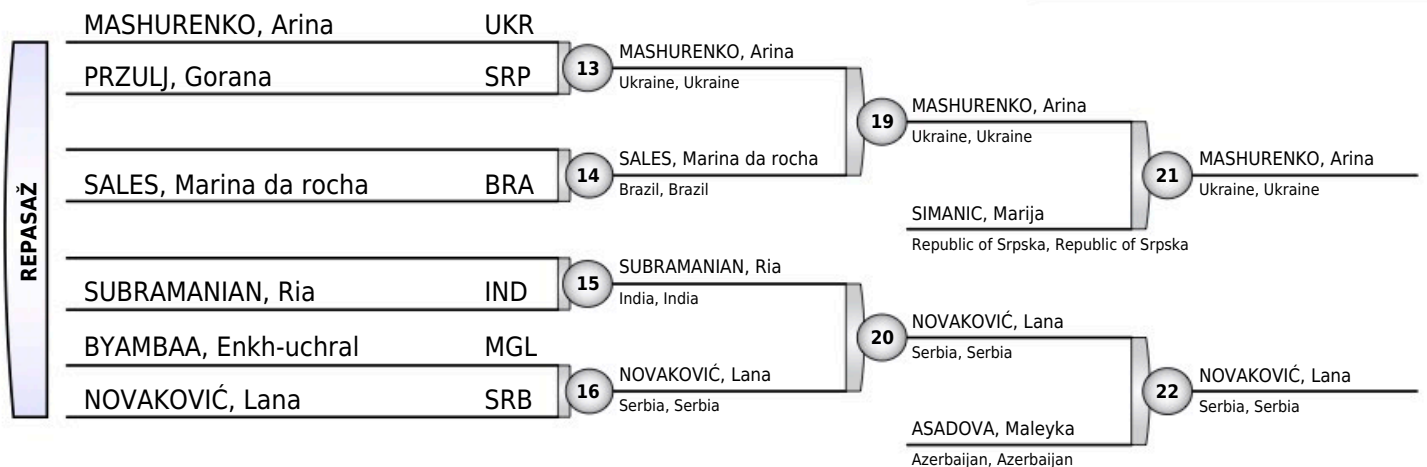 REPASAŽ
MASHURENKO, Arina UKR
PRZULJ, Gorana SRP
SALES, Marina da rocha BRA
SUBRAMANIAN, Ria IND
BYAMBAA, Enkh-uchral MGL
NOVAKOVIĆ, Lana SRB
13
MASHURENKO, Arina
Ukraine, Ukraine
14
SALES, Marina da rocha
Brazil, Brazil
15
SUBRAMANIAN, Ria
India, India
16
NOVAKOVIĆ, Lana
Serbia, Serbia
19
MASHURENKO, Arina
Ukraine, Ukraine
SIMANIC, Marija
Republic of Srpska, Republic of Srpska
20
NOVAKOVIĆ, Lana
Serbia, Serbia
ASADOVA, Maleyka
Azerbaijan, Azerbaijan
21
MASHURENKO, Arina
Ukraine, Ukraine
22
NOVAKOVIĆ, Lana
Serbia, Serbia